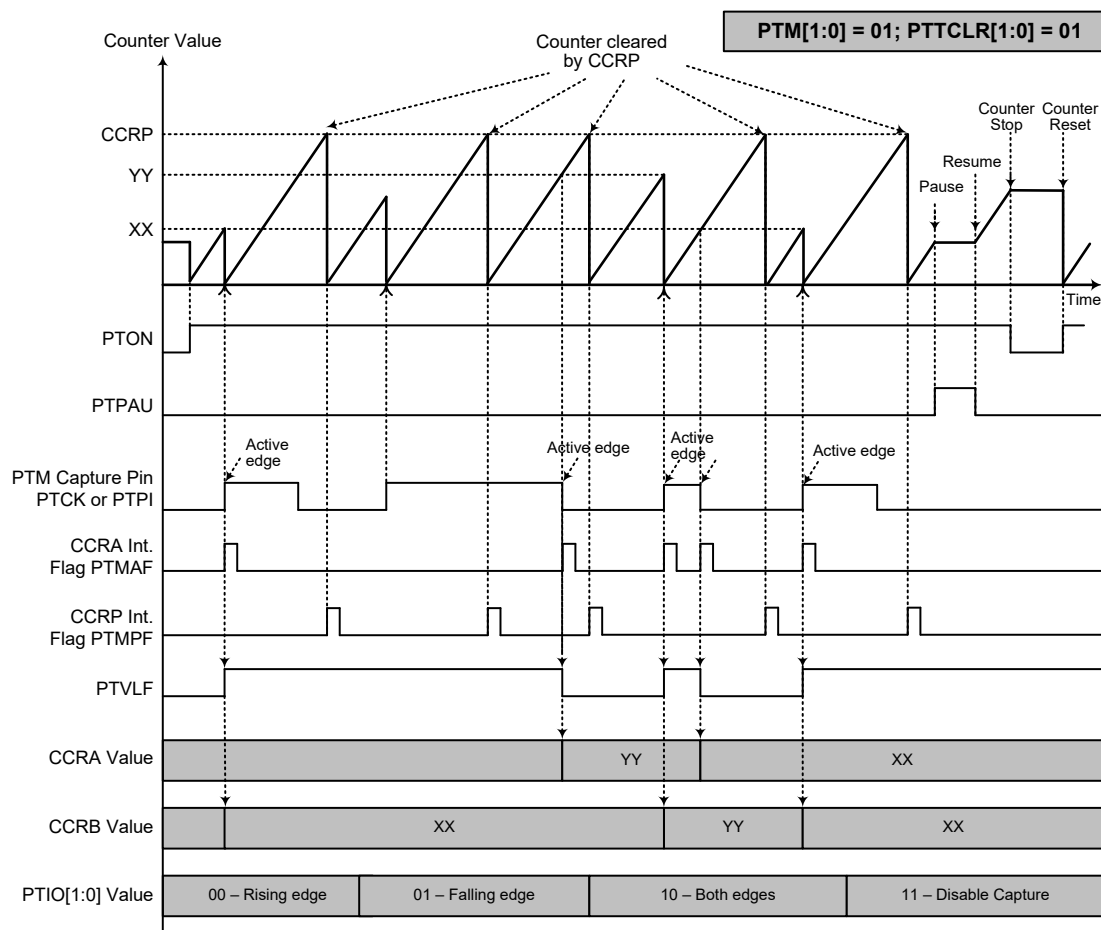 PTM[1:0] = 01; PTTCLR[1:0] = 01
Counter Value
Counter cleared
by CCRP
Counter
Stop
Counter
Reset
CCRP
Resume
YY
Pause
XX
Time
PTON
PTPAU
Active
edge
Active edge
Active
edge
Active edge
PTM Capture Pin
PTCK or PTPI
CCRA Int.
Flag PTMAF
CCRP Int.
Flag PTMPF
PTVLF
CCRA Value
YY
XX
CCRB Value
XX
YY
XX
PTIO[1:0] Value
00 – Rising edge
01 – Falling edge
10 – Both edges
11 – Disable Capture